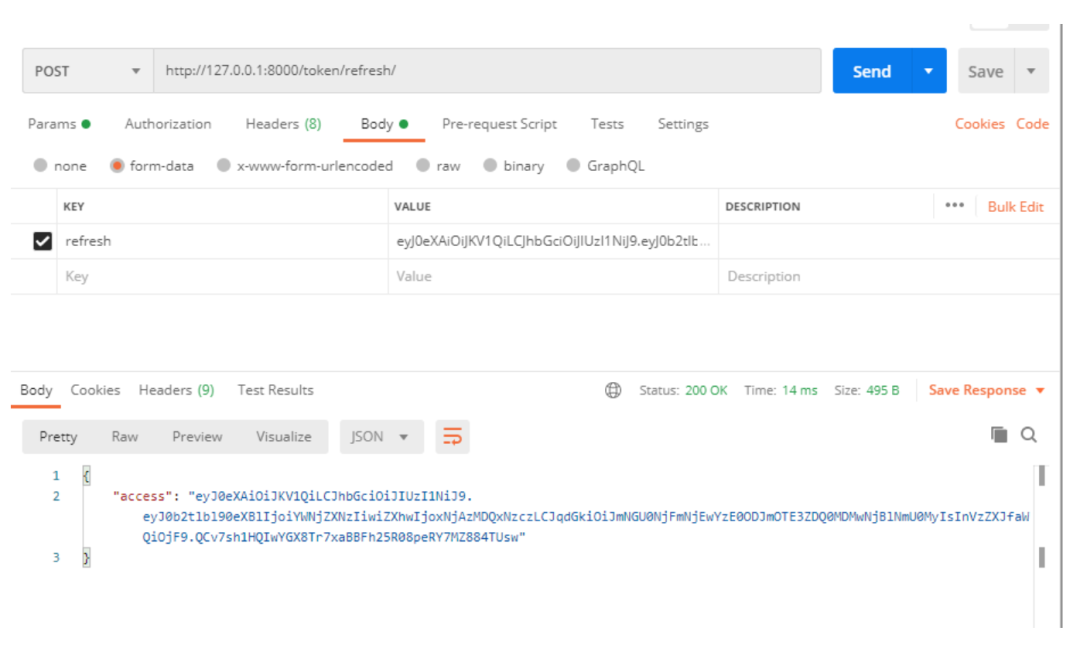 POST http://127.0.0.1:8000/token/refresh/ Send Save
Params Authorization Headers (8) Body Pre-request Script Tests Settings Cookies Code
none form-data x-www-form-urlencoded raw binary GraphQL
KEY VALUE DESCRIPTION ••• Bulk Edit
refresh eyJ0eXAiOiJKV1QiLCJhbGciOiJIUzI1NiJ9.eyJ0b2tlb...
Key Value Description
Body Cookies Headers (9) Test Results Status: 200 OK Time: 14 ms Size: 495 B Save Response
Pretty Raw Preview Visualize JSON
1 {
2 "access": "eyJ0eXAiOiJKV1QiLCJhbGciOiJIUzI1NiJ9.
eyJ0b2tlbl90eXBlIjoiYWNjZXNzIiwiZXhwIjoxNjAzMDQxNzczLCJqdGkiOiJmNGU0NjFmNjEwYzE0ODJmOTE3ZDQ0MDMwNjBlNmU0MyIsInVzZXJfaW
QiOjF9.QCv7sh1HQIwYGX8Tr7xaBBFh25R08peRY7MZ884TUsw"
3 }